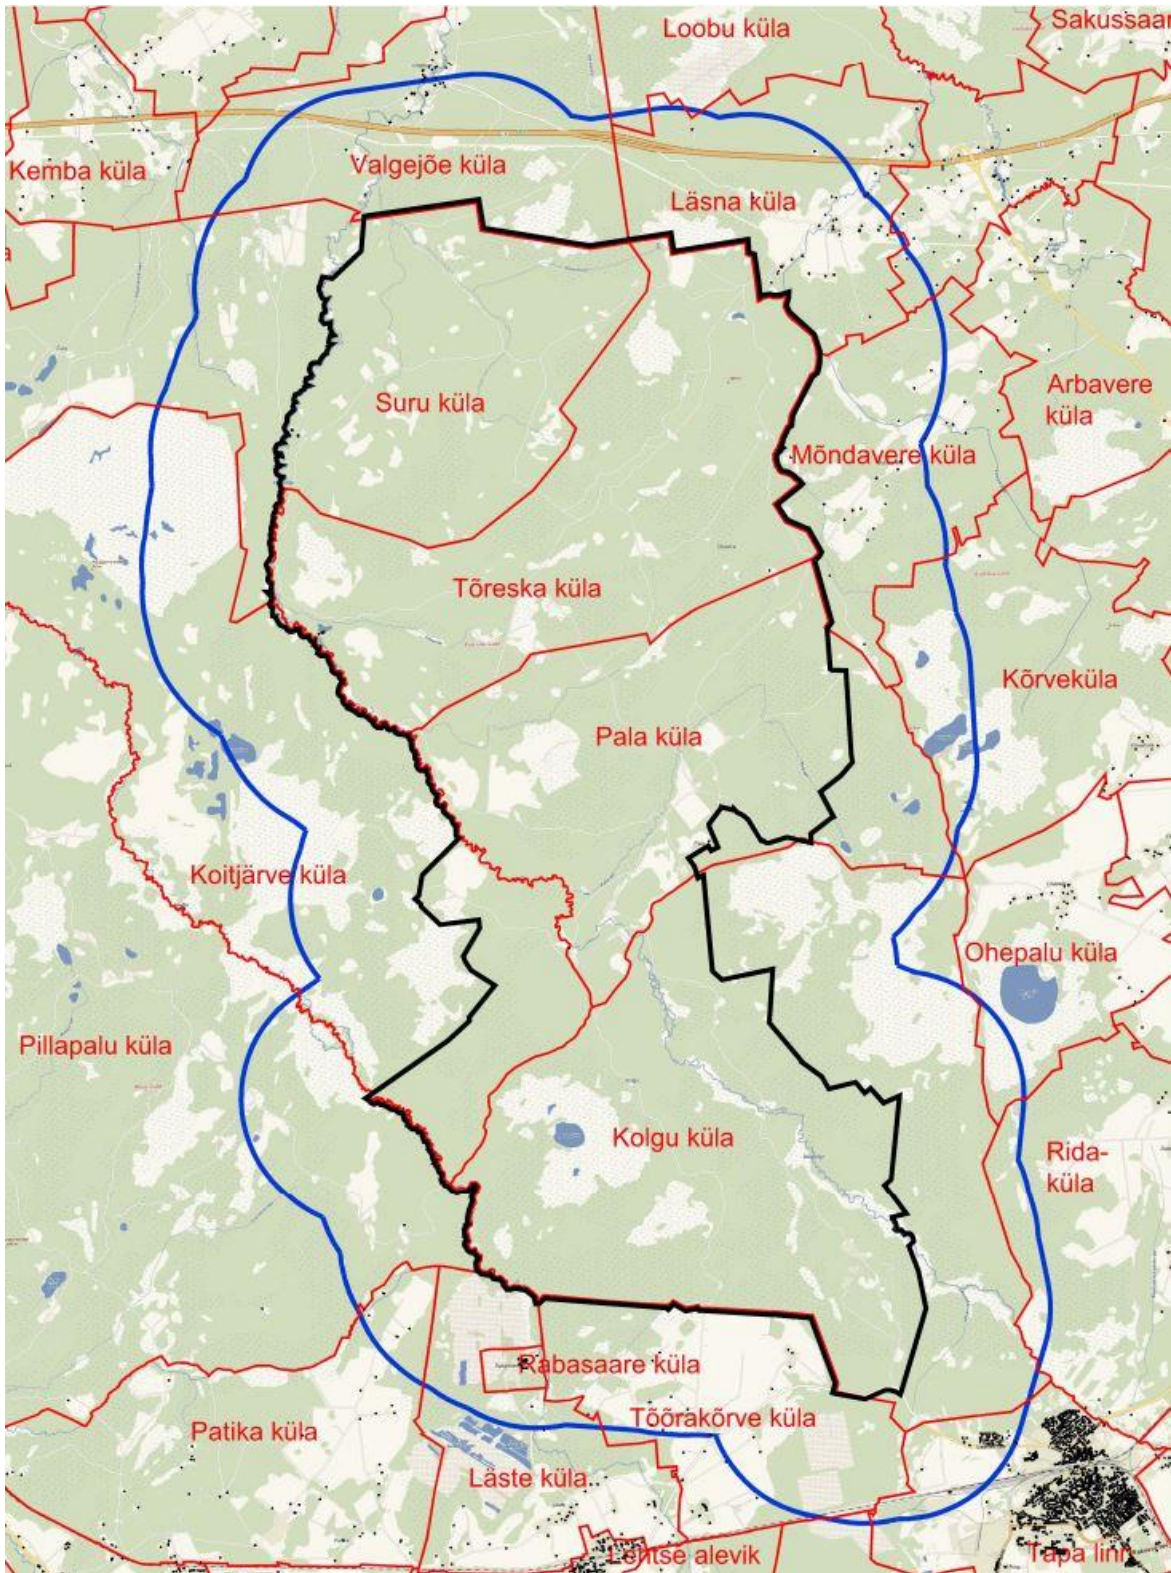 Loobu küla
Sakussaar
Kemba küla
Valgejõe küla
Läsna küla
a
Suru küla
Arbavere
küla
Mõndavere küla
Tõreska küla
Kõrveküla
Pala küla
Koitjärve küla
Ohepalu küla
Pillapalu küla
Kolgu küla
Rida-
küla
Rabasaare küla
Tõõrakõrve küla
Patika küla
Läste küla
Lehtse alevik
Tapa linn